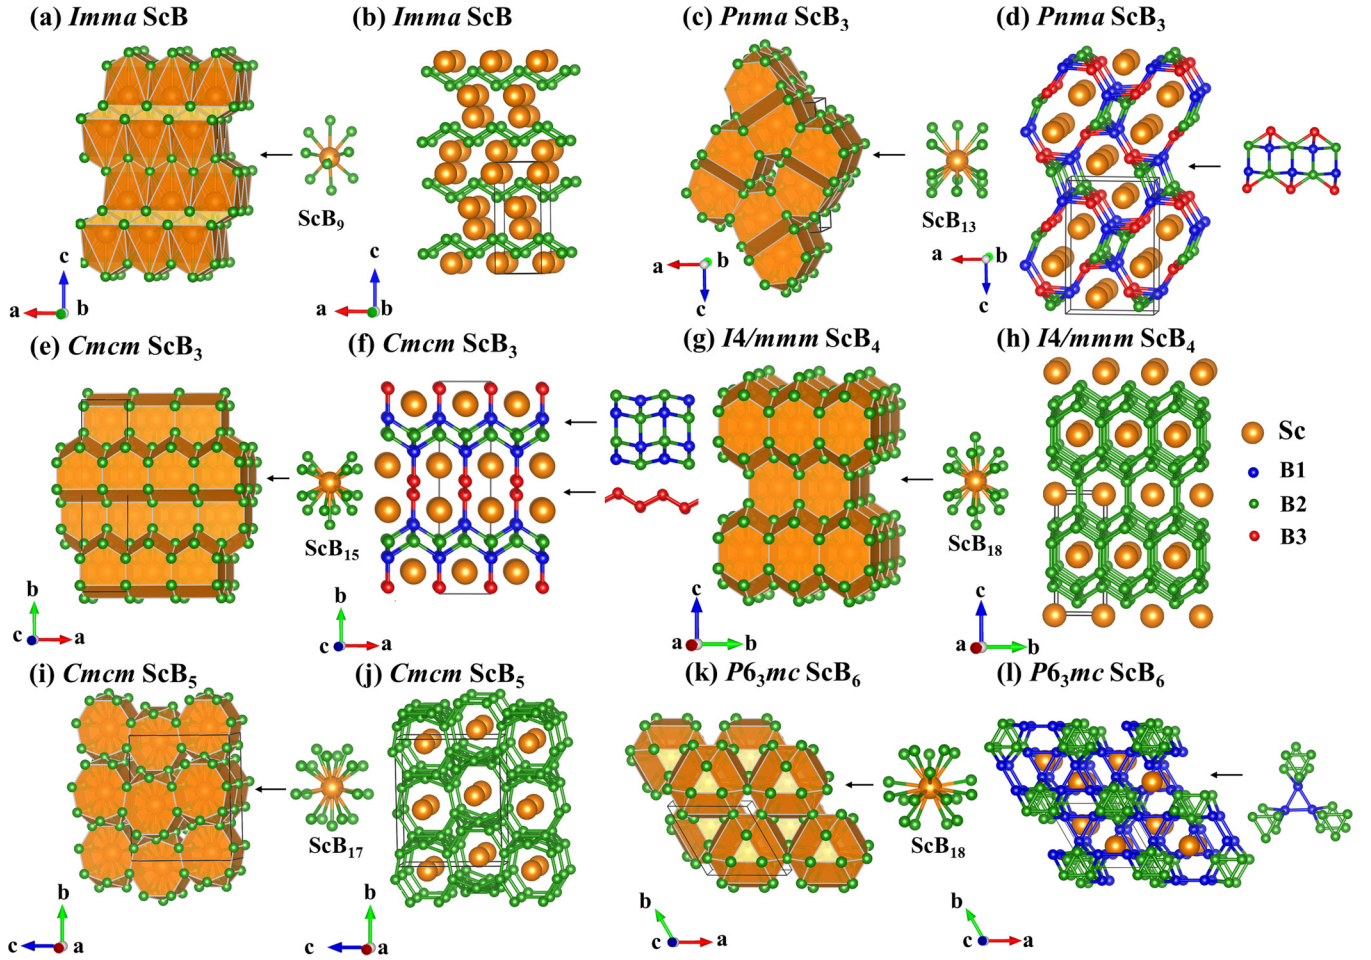 (a) Imma ScB
(b) Imma ScB
(c) Pnma ScB₃
(d) Pnma ScB₃
ScB₉
ScB₁₃
c
a
b
c
a
b
a
b
c
a
b
c
(e) Cmcm ScB₃
(f) Cmcm ScB₃
(g) I4/mmm ScB₄
(h) I4/mmm ScB₄
Sc
B1
B2
B3
ScB₁₅
ScB₁₈
b
c
a
b
c
a
c
a
b
c
a
b
(i) Cmcm ScB₅
(j) Cmcm ScB₅
(k) P6₃mc ScB₆
(l) P6₃mc ScB₆
ScB₁₇
ScB₁₈
b
c
a
b
c
a
b
c
a
b
c
a